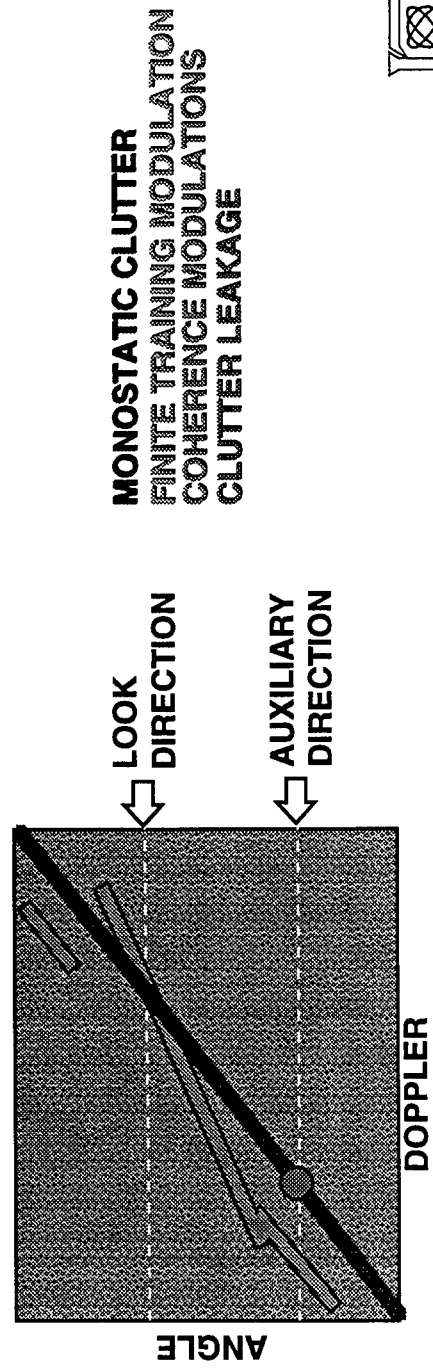 ANGLE
DOPPLER
LOOK
DIRECTION
AUXILIARY
DIRECTION
MONOSTATIC CLUTTER
FINITE TRAINING MODULATION
COHERENCE MODULATIONS
CLUTTER LEAKAGE